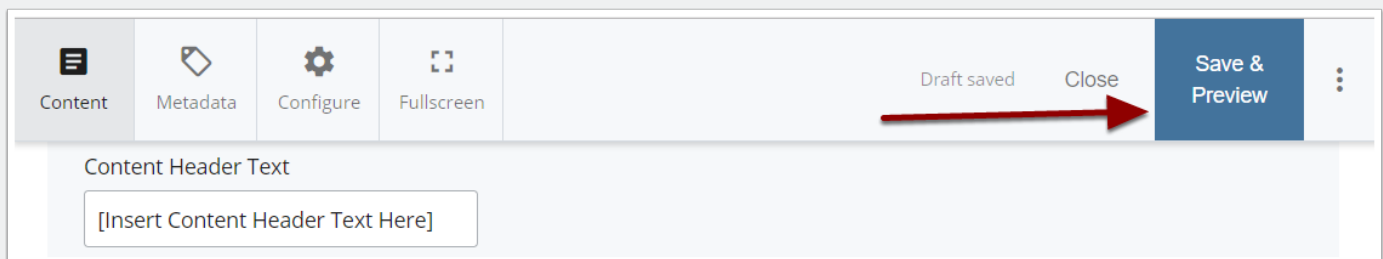 Content
Metadata
Configure
Fullscreen
Draft saved
Close
Save &
Preview
Content Header Text
[Insert Content Header Text Here]